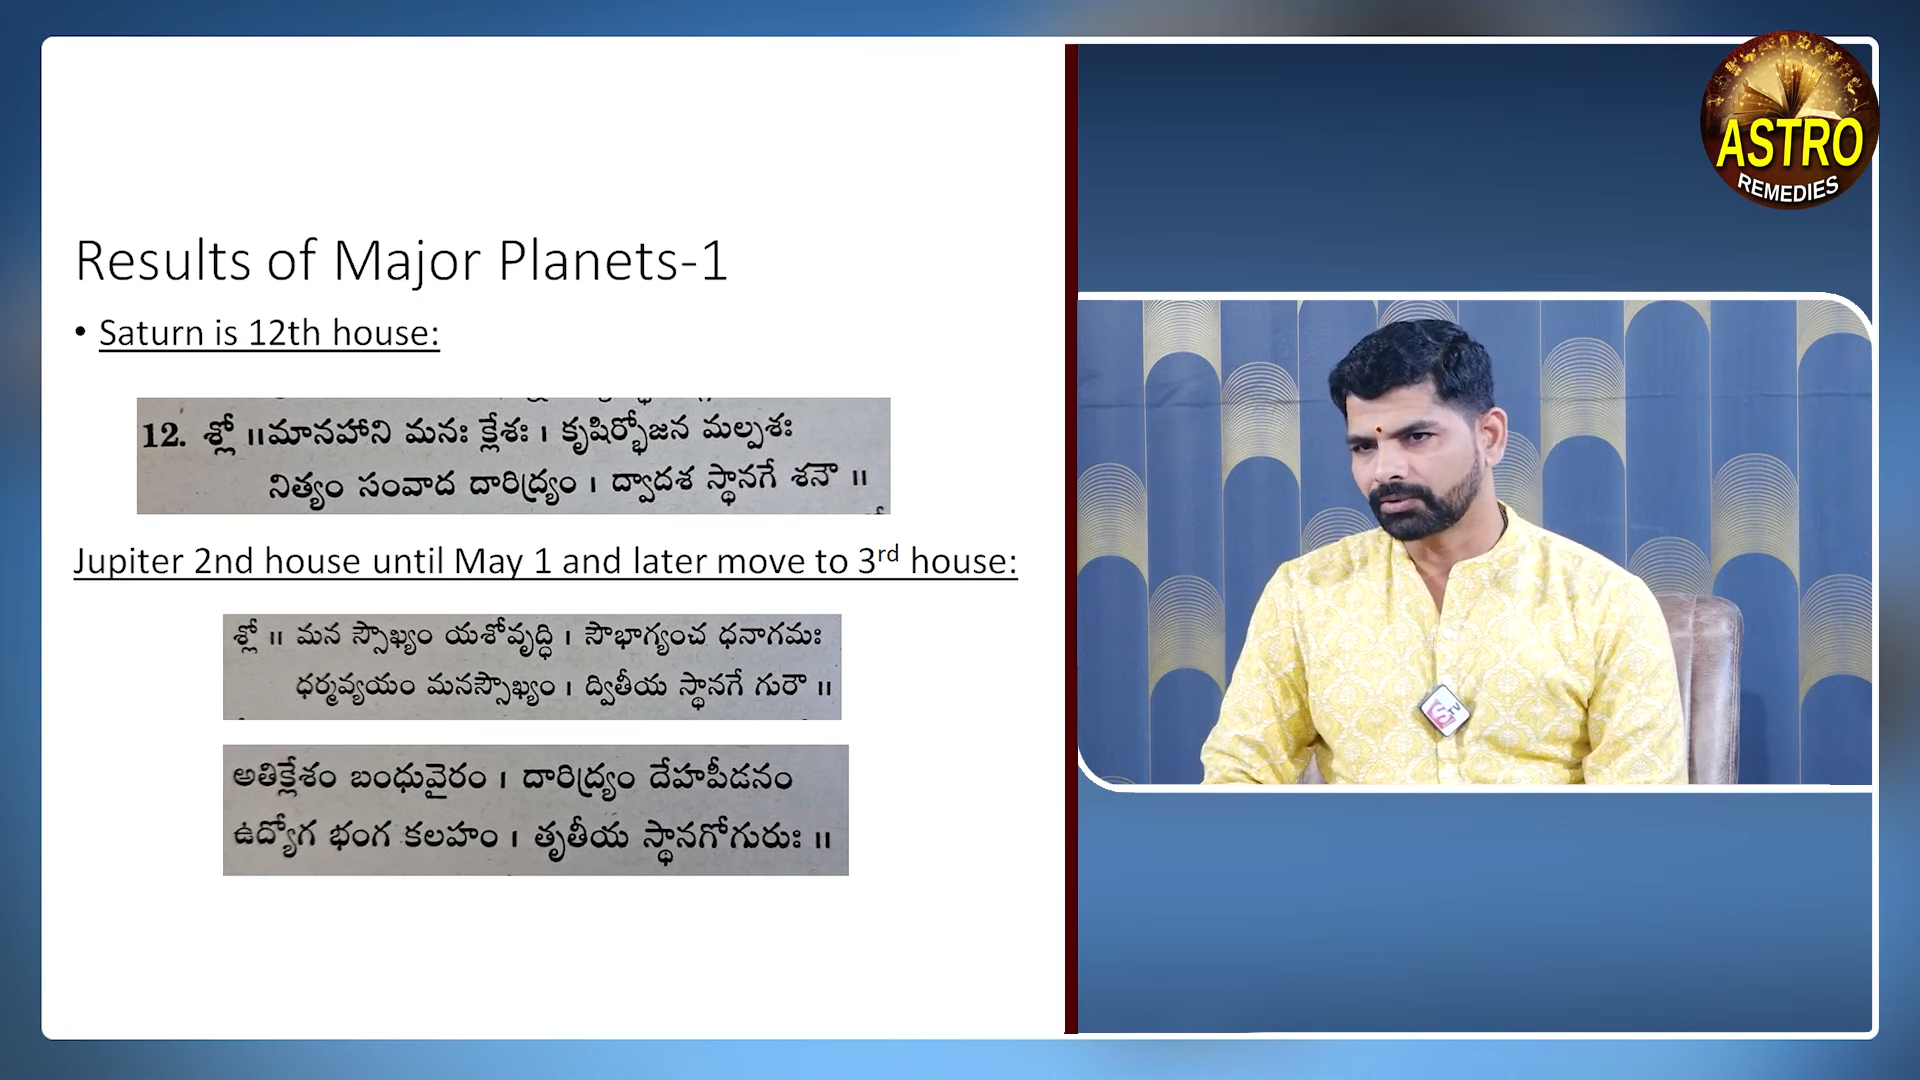 Results of Major Planets-1
• Saturn is 12th house:
12. శ్లో ॥మానహాని మనః క్లేశః । కృషిర్భోజన మల్పశః
నిత్యం సంవాద దారిద్ర్యం । ద్వాదశ స్థానగే శనౌ ॥
Jupiter 2nd house until May 1 and later move to 3rd house:
శ్లో ॥ మన స్సౌఖ్యం యశోవృద్ధి । సౌభాగ్యంచ ధనాగమః
ధర్మవ్యయం మనస్సౌఖ్యం । ద్వితీయ స్థానగే గురౌ ॥
అతిక్లేశం బంధువైరం । దారిద్ర్యం దేహపీడనం
ఉద్యోగ భంగ కలహం । తృతీయ స్థానగోగురుః ॥
ASTRO
REMEDIES